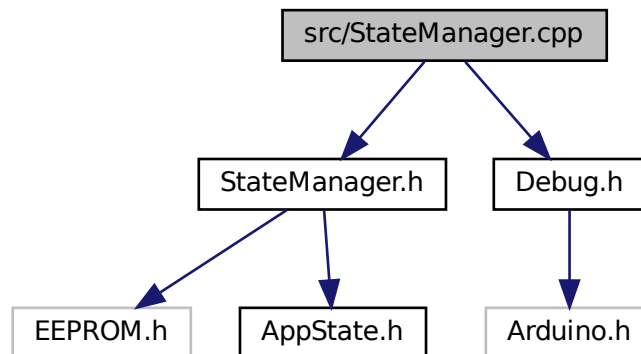 src/StateManager.cpp
StateManager.h
Debug.h
EEPROM.h
AppState.h
Arduino.h